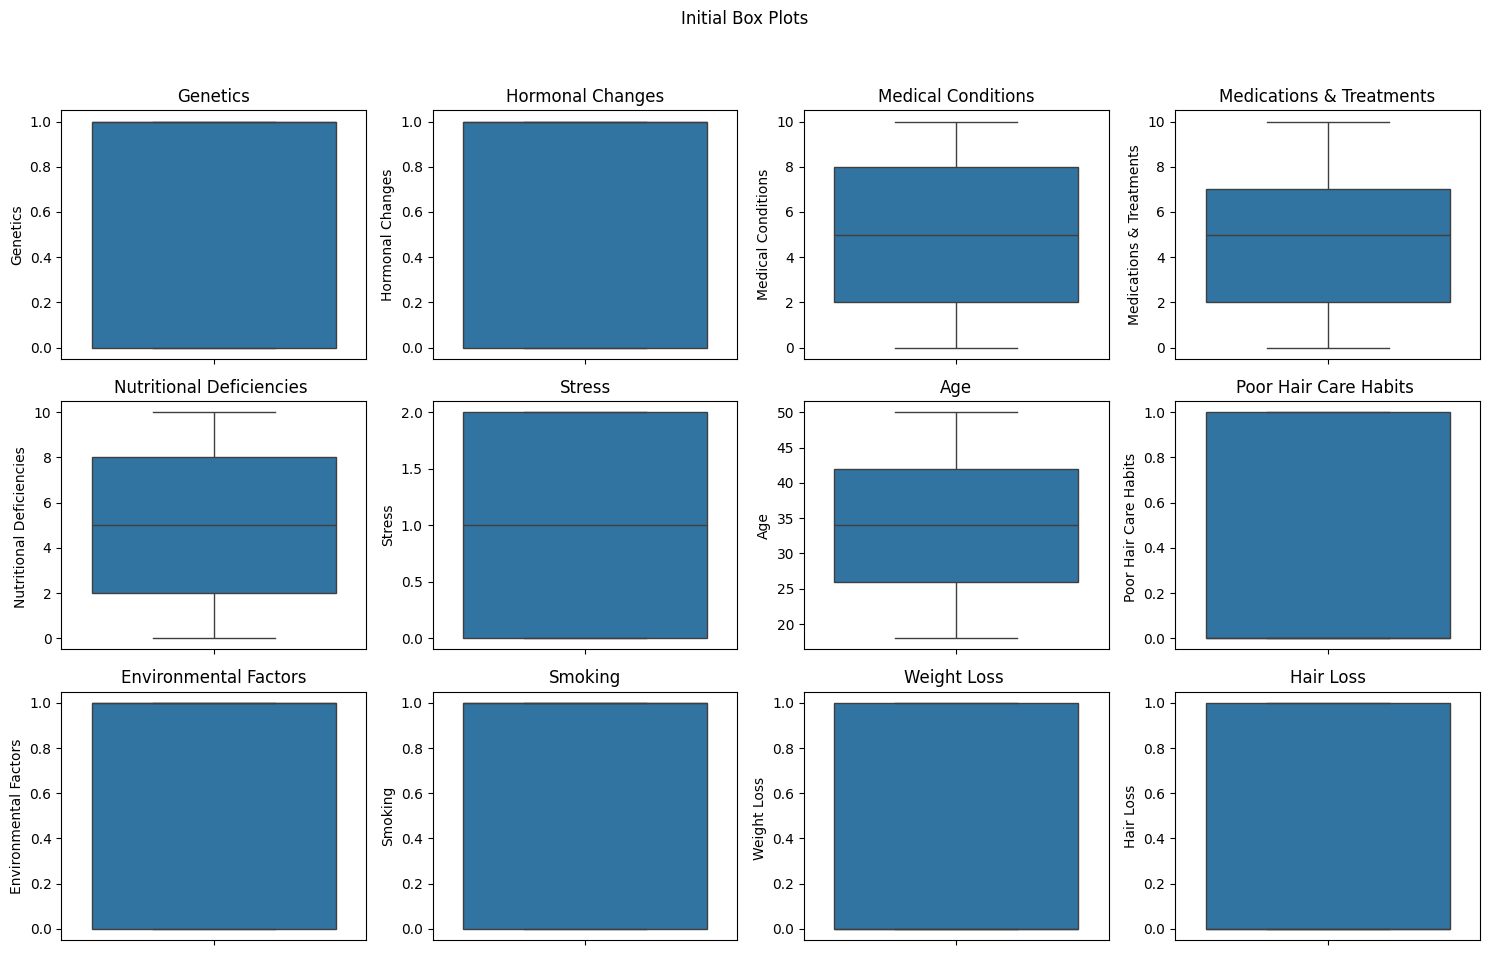 Initial Box Plots
Genetics
Hormonal Changes
Medical Conditions
Medications & Treatments
Genetics
1.0
0.8
0.6
0.4
0.2
0.0
Hormonal Changes
1.0
0.8
0.6
0.4
0.2
0.0
Medical Conditions
10
8
6
4
2
0
Medications & Treatments
10
8
6
4
2
0
Nutritional Deficiencies
Stress
Age
Poor Hair Care Habits
Nutritional Deficiencies
10
8
6
4
2
0
Stress
2.0
1.5
1.0
0.5
0.0
Age
50
45
40
35
30
25
20
Poor Hair Care Habits
1.0
0.8
0.6
0.4
0.2
0.0
Environmental Factors
Smoking
Weight Loss
Hair Loss
Environmental Factors
1.0
0.8
0.6
0.4
0.2
0.0
Smoking
1.0
0.8
0.6
0.4
0.2
0.0
Weight Loss
1.0
0.8
0.6
0.4
0.2
0.0
Hair Loss
1.0
0.8
0.6
0.4
0.2
0.0